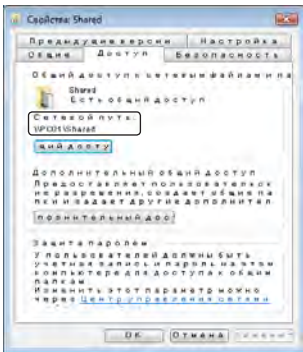 Свойства: Shared
Предыдущие версии Настройка
Общие Доступ Безопасность
Общий доступ к сетевым файлам и па
Shared
Есть общий доступ
Сетевой путь:
\\PC01\Shared
щий досту
Дополнительный общий доступ
Предоставляет пользовательск
ие разрешения, создает общие па
пки и задает другие дополнител
полнительный дос
Защита паролем
У пользователей должны быть
учетная запись и пароль на этом
компьютере для доступа к общим
папкам.
Изменить этот параметр можно
через Центр управления сетями
OK Отмена